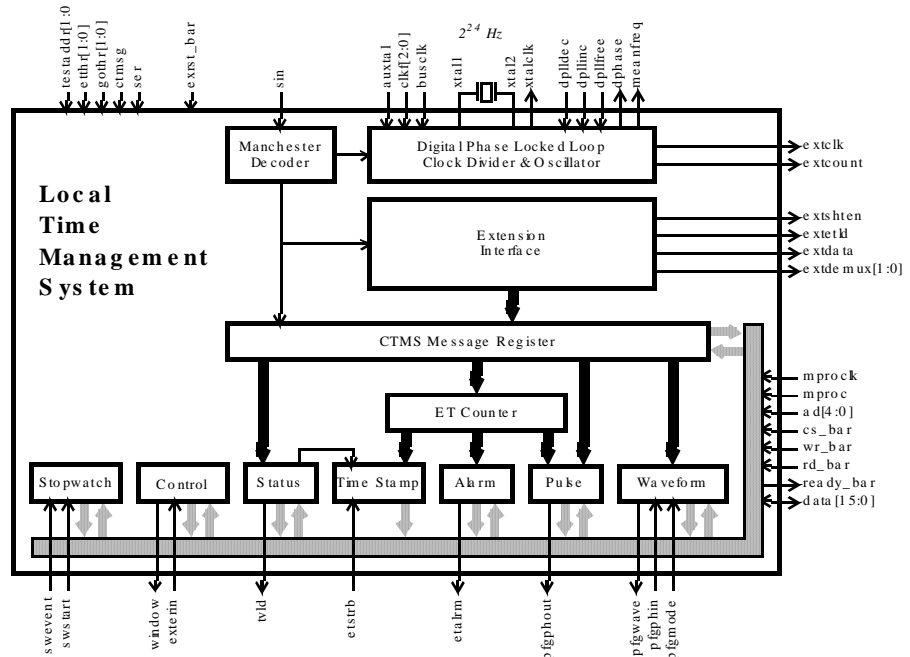 testaddr[1:0
etthr[1:0]
gothr[1:0]
ctmsg
ser
exrst_bar
sin
auxtal
clkf[2:0]
busclk
xtal1
2^24 Hz
xtal2
xtalclk
dplldec
dpllinc
dpllfree
dphase
meanfreq
Manchester
Decoder
Digital Phase Locked Loop
Clock Divider & Oscillator
extclk
extcount
Local
Time
Management
System
Extension
Interface
extshten
extetld
extdata
extdemux[1:0]
CTMS Message Register
ET Counter
mproclk
mproc
ad[4:0]
cs_bar
wr_bar
rd_bar
ready_bar
data[15:0]
Stopwatch
Control
Status
Time Stamp
Alarm
Pulse
Waveform
swevent
swstart
window
exterin
tvld
etstrb
etalrm
pfgphout
pfgwave
pfgphin
pfgmode